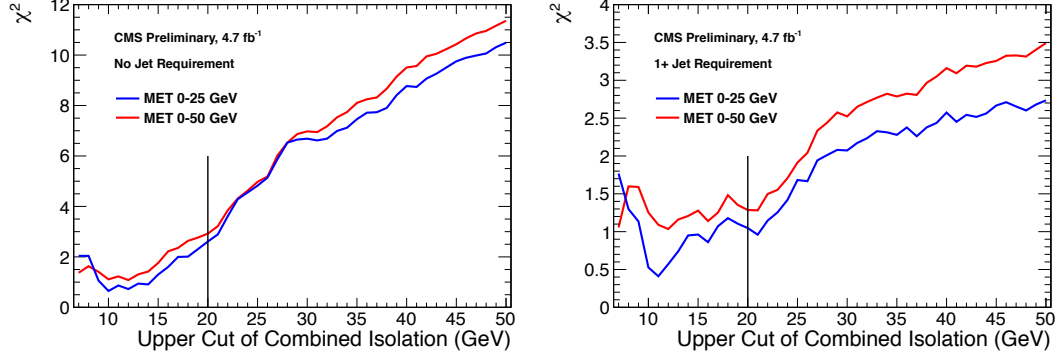 χ²
12
10
8
6
4
2
0
CMS Preliminary, 4.7 fb⁻¹
No Jet Requirement
MET 0-25 GeV
MET 0-50 GeV
10 15 20 25 30 35 40 45 50
Upper Cut of Combined Isolation (GeV)
χ²
4
3.5
3
2.5
2
1.5
1
0.5
0
CMS Preliminary, 4.7 fb⁻¹
1+ Jet Requirement
MET 0-25 GeV
MET 0-50 GeV
10 15 20 25 30 35 40 45 50
Upper Cut of Combined Isolation (GeV)